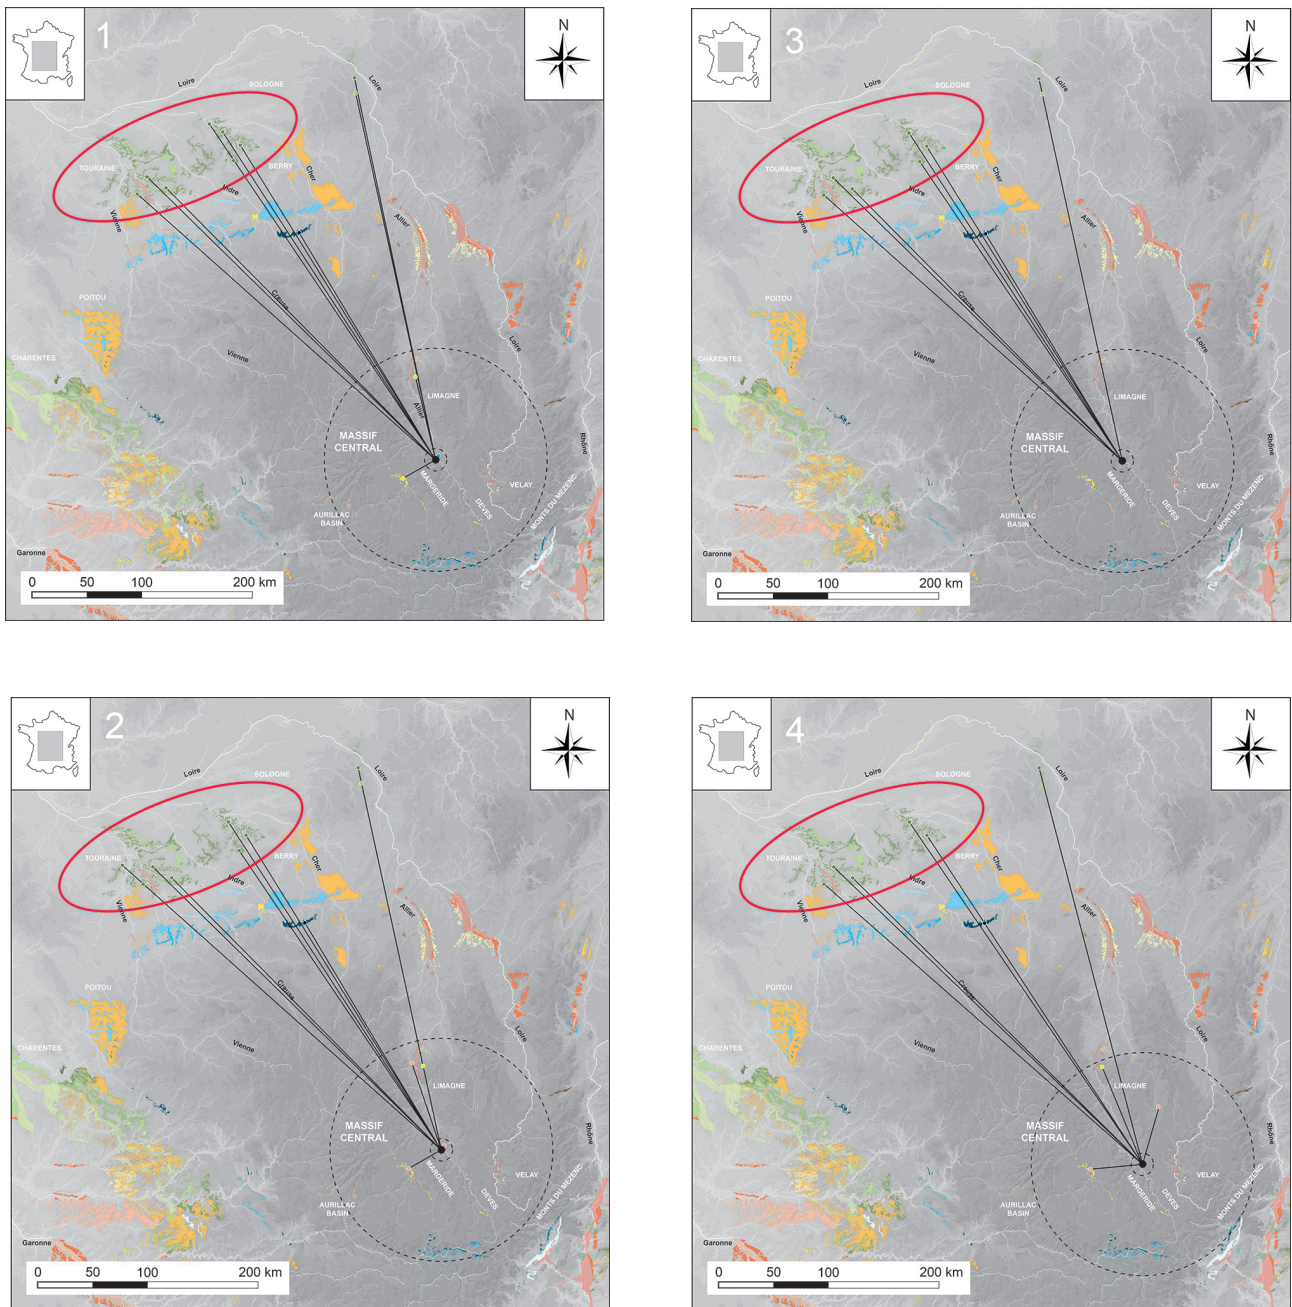 1
N
Loire
Loire
SOLOGNE
TOURAINE
BERRY
Cher
Indre
Vienne
Allier
POITOU
Creuse
Vienne
Loire
CHARENTES
LIMAGNE
Allier
MASSIF
CENTRAL
Rhône
MARGERIDE
VELAY
DEVES
MONTS DU MEZENC
AURILLAC
BASIN
Garonne
0 50 100 200 km
3
N
Loire
Loire
SOLOGNE
TOURAINE
BERRY
Cher
Indre
Vienne
Allier
POITOU
Creuse
Vienne
Loire
CHARENTES
LIMAGNE
MASSIF
CENTRAL
Rhône
MARGERIDE
VELAY
DEVES
MONTS DU MEZENC
AURILLAC
BASIN
Garonne
0 50 100 200 km
2
N
Loire
Loire
SOLOGNE
TOURAINE
BERRY
Cher
Indre
Vienne
Allier
POITOU
Creuse
Vienne
Loire
CHARENTES
LIMAGNE
MASSIF
CENTRAL
Rhône
MARGERIDE
VELAY
DEVES
MONTS DU MEZENC
AURILLAC
BASIN
Garonne
0 50 100 200 km
4
N
Loire
Loire
SOLOGNE
TOURAINE
BERRY
Cher
Indre
Vienne
Allier
POITOU
Creuse
Vienne
Loire
CHARENTES
LIMAGNE
MASSIF
CENTRAL
Rhône
MARGERIDE
VELAY
DEVES
MONTS DU MEZENC
AURILLAC
BASIN
Garonne
0 50 100 200 km